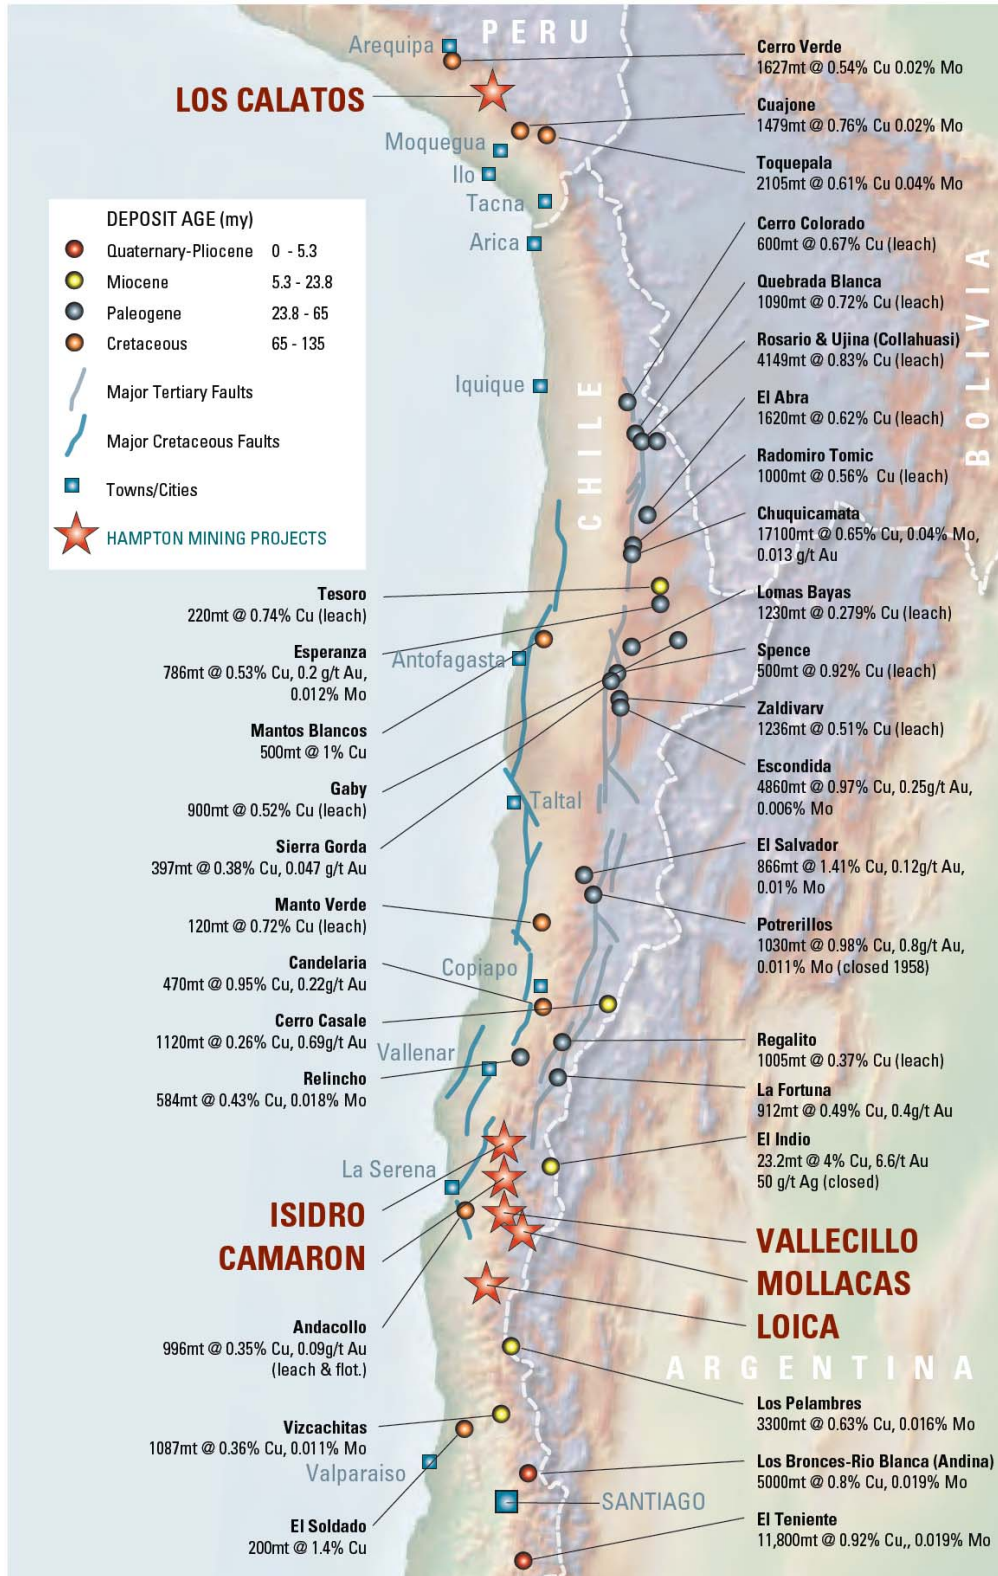 PERU
Arequipa
LOS CALATOS
Moquegua
Ilo
Tacna
Arica
DEPOSIT AGE (my)
Quaternary-Pliocene 0 - 5.3
Miocene 5.3 - 23.8
Paleogene 23.8 - 65
Cretaceous 65 - 135
Major Tertiary Faults
Major Cretaceous Faults
Towns/Cities
HAMPTON MINING PROJECTS
Iquique
CHILE
BOLIVIA
Cerro Verde
1627mt @ 0.54% Cu 0.02% Mo
Cuajone
1479mt @ 0.76% Cu 0.02% Mo
Toquepala
2105mt @ 0.61% Cu 0.04% Mo
Cerro Colorado
600mt @ 0.67% Cu (leach)
Quebrada Blanca
1090mt @ 0.72% Cu (leach)
Rosario & Ujina (Collahuasi)
4149mt @ 0.83% Cu (leach)
El Abra
1620mt @ 0.62% Cu (leach)
Radomiro Tomic
1000mt @ 0.56% Cu (leach)
Chuquicamata
17100mt @ 0.65% Cu, 0.04% Mo,
0.013 g/t Au
Lomas Bayas
1230mt @ 0.279% Cu (leach)
Spence
500mt @ 0.92% Cu (leach)
Zaldivarv
1236mt @ 0.51% Cu (leach)
Escondida
4860mt @ 0.97% Cu, 0.25g/t Au,
0.006% Mo
El Salvador
866mt @ 1.41% Cu, 0.12g/t Au,
0.01% Mo
Potrerillos
1030mt @ 0.98% Cu, 0.8g/t Au,
0.011% Mo (closed 1958)
Regalito
1005mt @ 0.37% Cu (leach)
La Fortuna
912mt @ 0.49% Cu, 0.4g/t Au
El Indio
23.2mt @ 4% Cu, 6.6/t Au
50 g/t Ag (closed)
VALLECILLO
MOLLACAS
LOICA
ARGENTINA
Los Pelambres
3300mt @ 0.63% Cu, 0.016% Mo
Los Bronces-Rio Blanca (Andina)
5000mt @ 0.8% Cu, 0.019% Mo
SANTIAGO
El Teniente
11,800mt @ 0.92% Cu,, 0.019% Mo
Tesoro
220mt @ 0.74% Cu (leach)
Esperanza
786mt @ 0.53% Cu, 0.2 g/t Au,
0.012% Mo
Antofagasta
Mantos Blancos
500mt @ 1% Cu
Gaby
900mt @ 0.52% Cu (leach)
Taltal
Sierra Gorda
397mt @ 0.38% Cu, 0.047 g/t Au
Manto Verde
120mt @ 0.72% Cu (leach)
Candelaria
470mt @ 0.95% Cu, 0.22g/t Au
Copiapo
Cerro Casale
1120mt @ 0.26% Cu, 0.69g/t Au
Vallenar
Relincho
584mt @ 0.43% Cu, 0.018% Mo
La Serena
ISIDRO
CAMARON
Andacollo
996mt @ 0.35% Cu, 0.09g/t Au
(leach & flot.)
Vizcachitas
1087mt @ 0.36% Cu, 0.011% Mo
Valparaiso
El Soldado
200mt @ 1.4% Cu